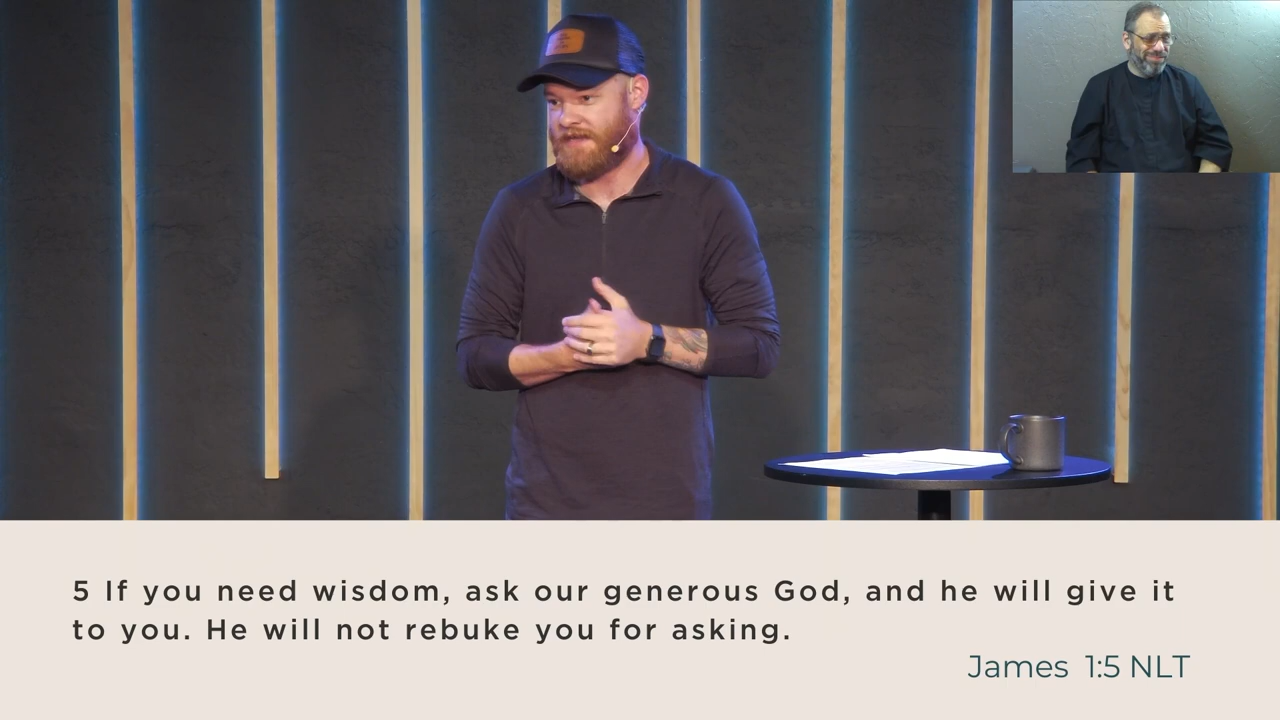 5 If you need wisdom, ask our generous God, and he will give it
to you. He will not rebuke you for asking.
James 1:5 NLT